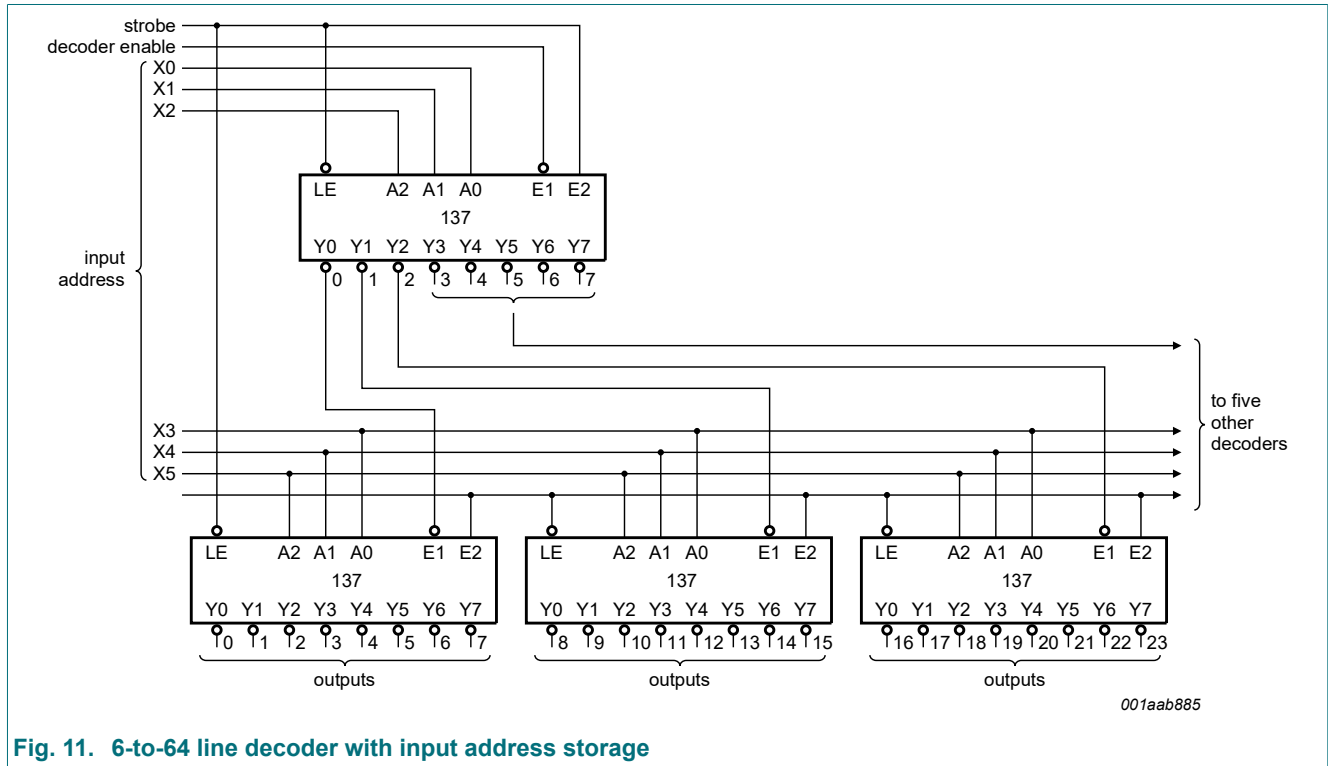 strobe
decoder enable
X0
X1
X2
LE A2 A1 A0 E1 E2
137
Y0 Y1 Y2 Y3 Y4 Y5 Y6 Y7
0 1 2 3 4 5 6 7
input
address
to five
other
decoders
X3
X4
X5
LE A2 A1 A0 E1 E2
137
Y0 Y1 Y2 Y3 Y4 Y5 Y6 Y7
0 1 2 3 4 5 6 7
outputs
LE A2 A1 A0 E1 E2
137
Y0 Y1 Y2 Y3 Y4 Y5 Y6 Y7
8 9 10 11 12 13 14 15
outputs
LE A2 A1 A0 E1 E2
137
Y0 Y1 Y2 Y3 Y4 Y5 Y6 Y7
16 17 18 19 20 21 22 23
outputs
001aab885
Fig. 11. 6-to-64 line decoder with input address storage